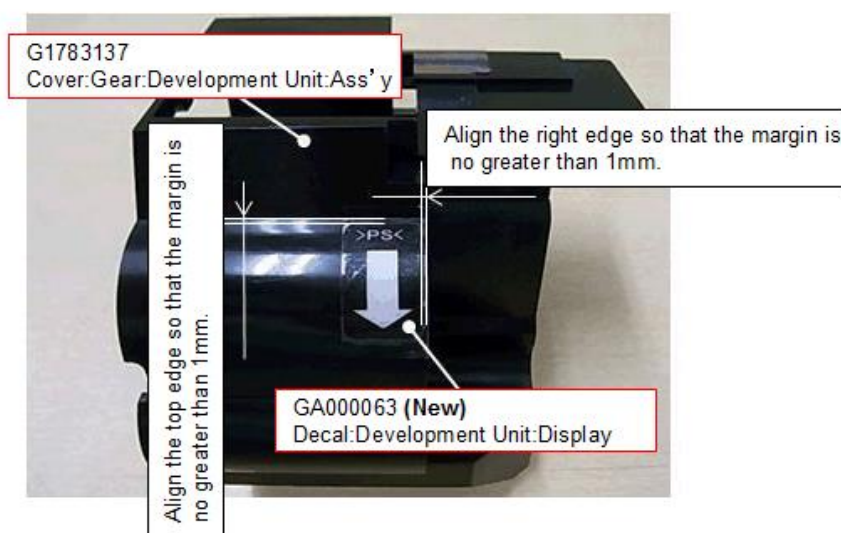 G1783137
Cover:Gear:Development Unit:Ass’y
Align the right edge so that the margin is
no greater than 1mm.
Align the top edge so that the margin is
no greater than 1mm.
>PS<
GA000063 (New)
Decal:Development Unit:Display